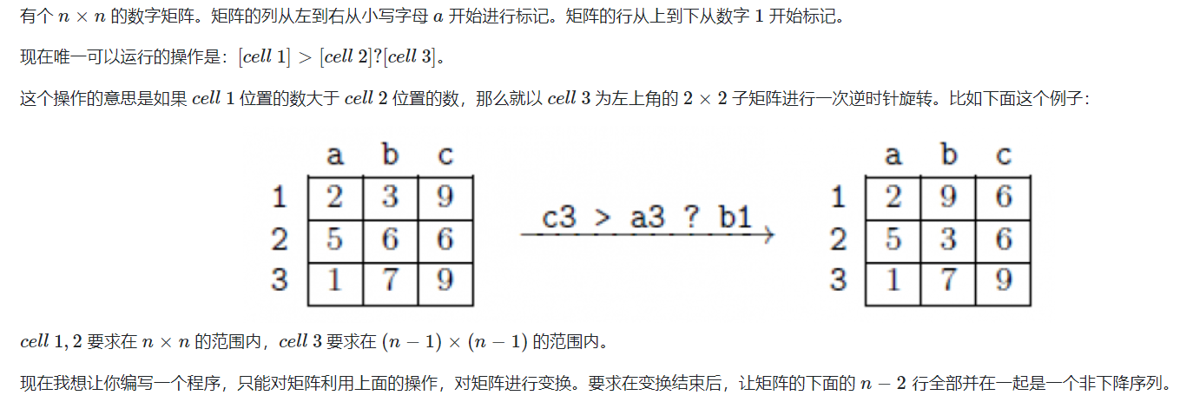 有个 n × n 的数字矩阵。矩阵的列从左到右从小写字母 a 开始进行标记。矩阵的行从上到下从数字 1 开始标记。
现在唯一可以运行的操作是：[cell 1] > [cell 2]?[cell 3]。
这个操作的意思是如果 cell 1 位置的数大于 cell 2 位置的数，那么就以 cell 3 为左上角的 2 × 2 子矩阵进行一次逆时针旋转。比如下面这个例子：
a b c
1 2 3 9
2 5 6 6
3 1 7 9
c3 > a3 ? b1
a b c
1 2 9 6
2 5 3 6
3 1 7 9
cell 1, 2 要求在 n × n 的范围内，cell 3 要求在 (n − 1) × (n − 1) 的范围内。
现在我想让你编写一个程序，只能对矩阵利用上面的操作，对矩阵进行变换。要求在变换结束后，让矩阵的下面的 n − 2 行全部并在一起是一个非下降序列。